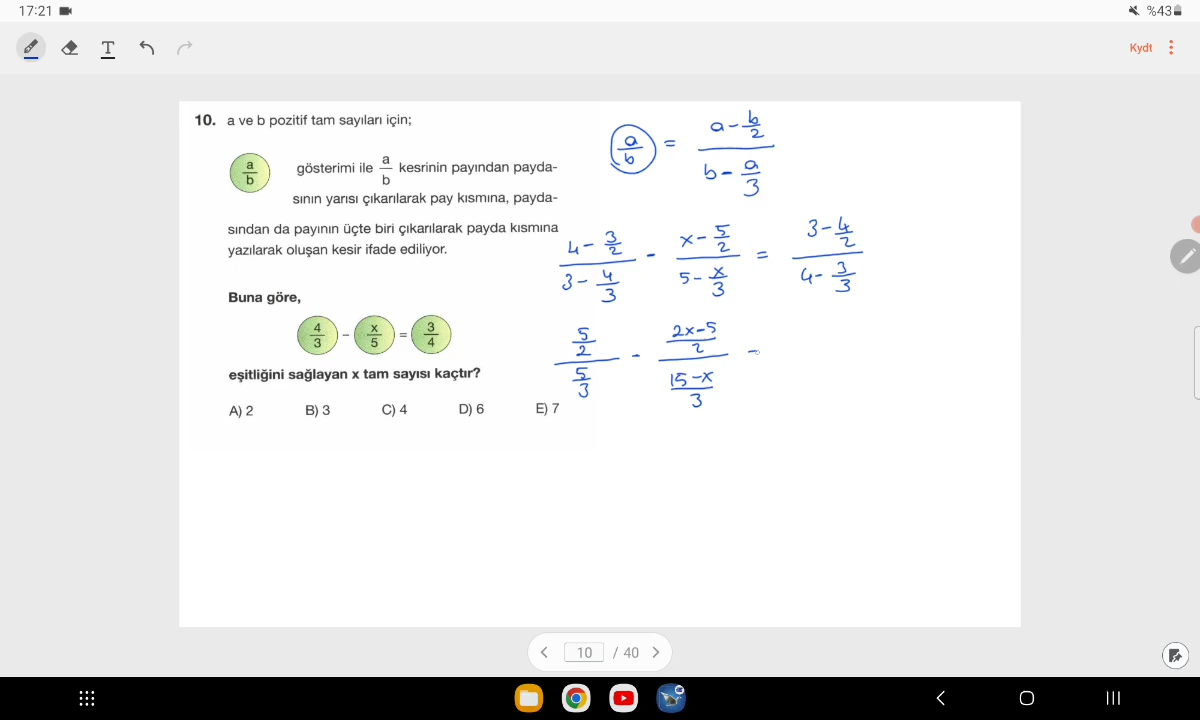 17:21
%43
T
Kydt
10. a ve b pozitif tam sayıları için;
a/b gösterimi ile a/b kesrinin payından payda-
sının yarısı çıkarılarak pay kısmına, payda-
sından da payının üçte biri çıkarılarak payda kısmına
yazılarak oluşan kesir ifade ediliyor.
Buna göre,
4/3 - x/5 = 3/4
eşitliğini sağlayan x tam sayısı kaçtır?
A) 2 B) 3 C) 4 D) 6 E) 7
a/b = (a - b/2)/(b - a/3)
(4 - 3/2)/(3 - 4/3) - (x - 5/2)/(5 - x/3) = (3 - 4/2)/(4 - 3/3)
(5/2)/(5/3) - ((2x-5)/2)/((15-x)/3) =
10 / 40